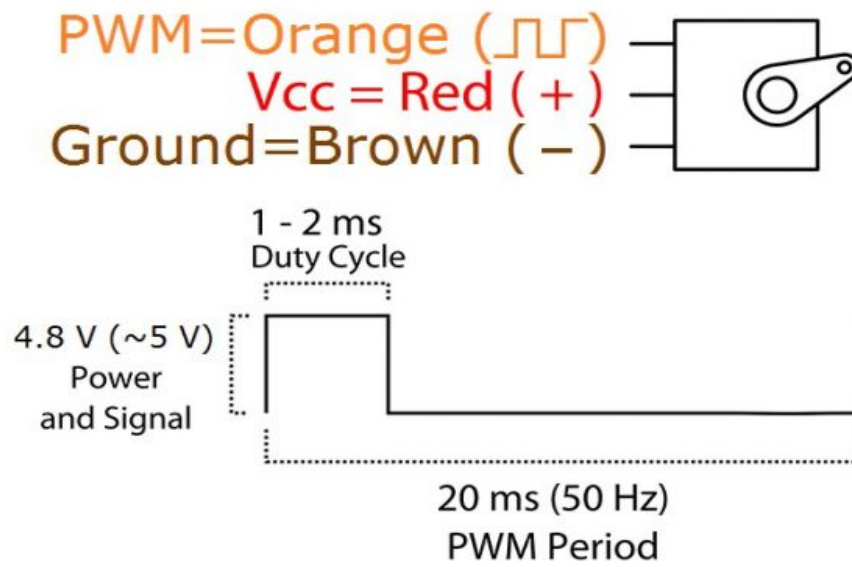 PWM=Orange (⎍⎍)
Vcc = Red ( + )
Ground=Brown ( − )
1 - 2 ms
Duty Cycle
4.8 V (~5 V)
Power
and Signal
20 ms (50 Hz)
PWM Period